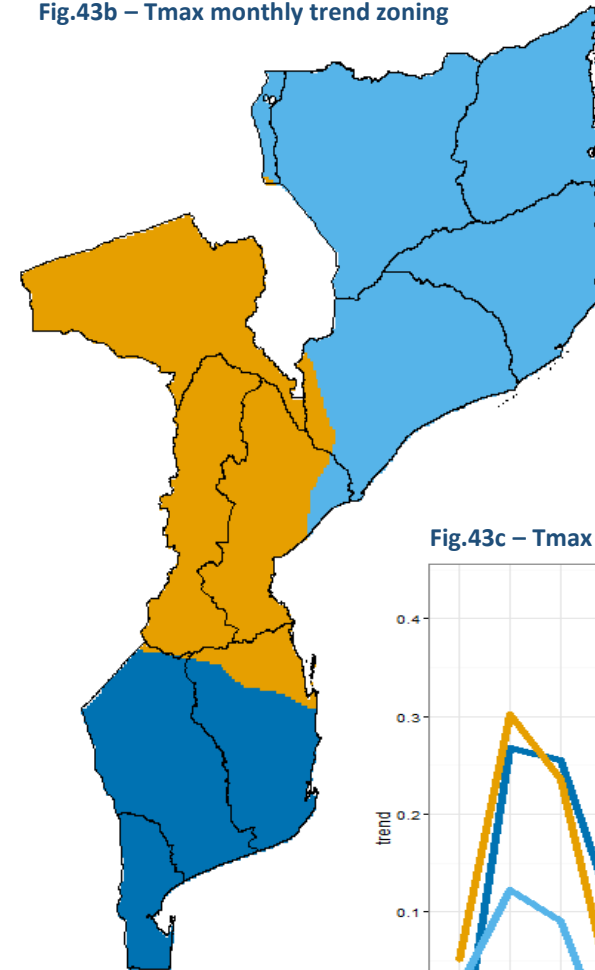 Fig.43b – Tmax monthly trend zoning
Fig.43c – Tmax
0.4
0.3
0.2
0.1
trend